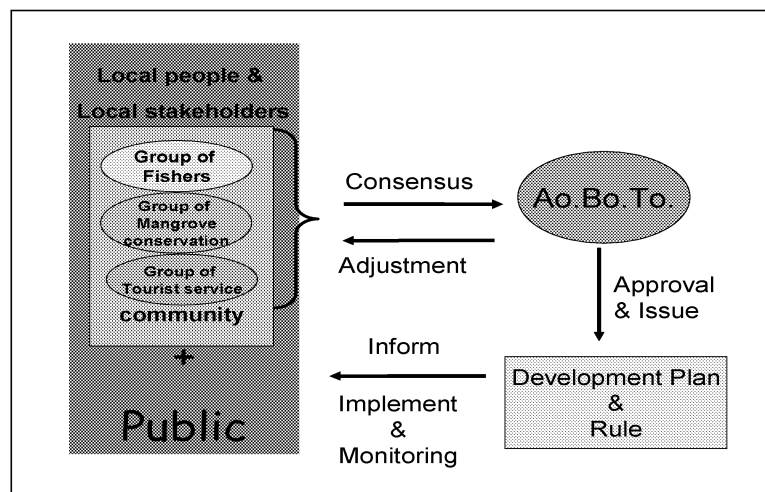 Local people &
Local stakeholders
Group of
Fishers
Group of
Mangrove
conservation
Group of
Tourist service
community
+
Public
Consensus
Adjustment
Ao.Bo.To.
Approval
& Issue
Inform
Implement
&
Monitoring
Development Plan
&
Rule